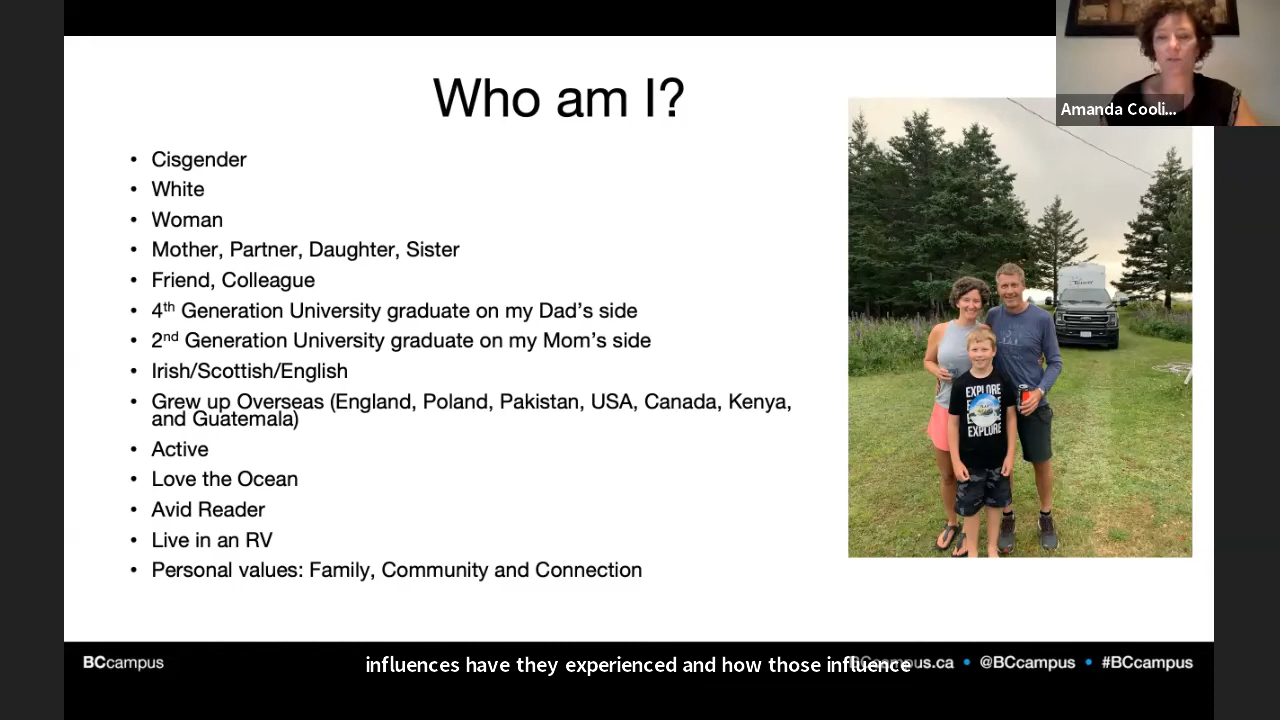 Who am I?
Amanda Cooli...
• Cisgender
• White
• Woman
• Mother, Partner, Daughter, Sister
• Friend, Colleague
• 4th Generation University graduate on my Dad's side
• 2nd Generation University graduate on my Mom's side
• Irish/Scottish/English
• Grew up Overseas (England, Poland, Pakistan, USA, Canada, Kenya,
and Guatemala)
• Active
• Love the Ocean
• Avid Reader
• Live in an RV
• Personal values: Family, Community and Connection
EXPLORE
EXPLORE
BCcampus
influences have they experienced and how those influence
BCcampus.ca • @BCcampus • #BCcampus